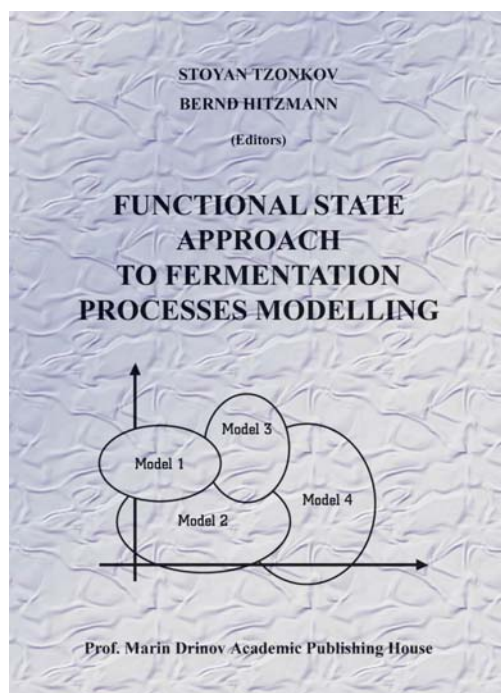 STOYAN TZONKOV
BERND HITZMANN
(Editors)
FUNCTIONAL STATE
APPROACH
TO FERMENTATION
PROCESSES MODELLING
Model 3
Model 1
Model 4
Model 2
Prof. Marin Drinov Academic Publishing House